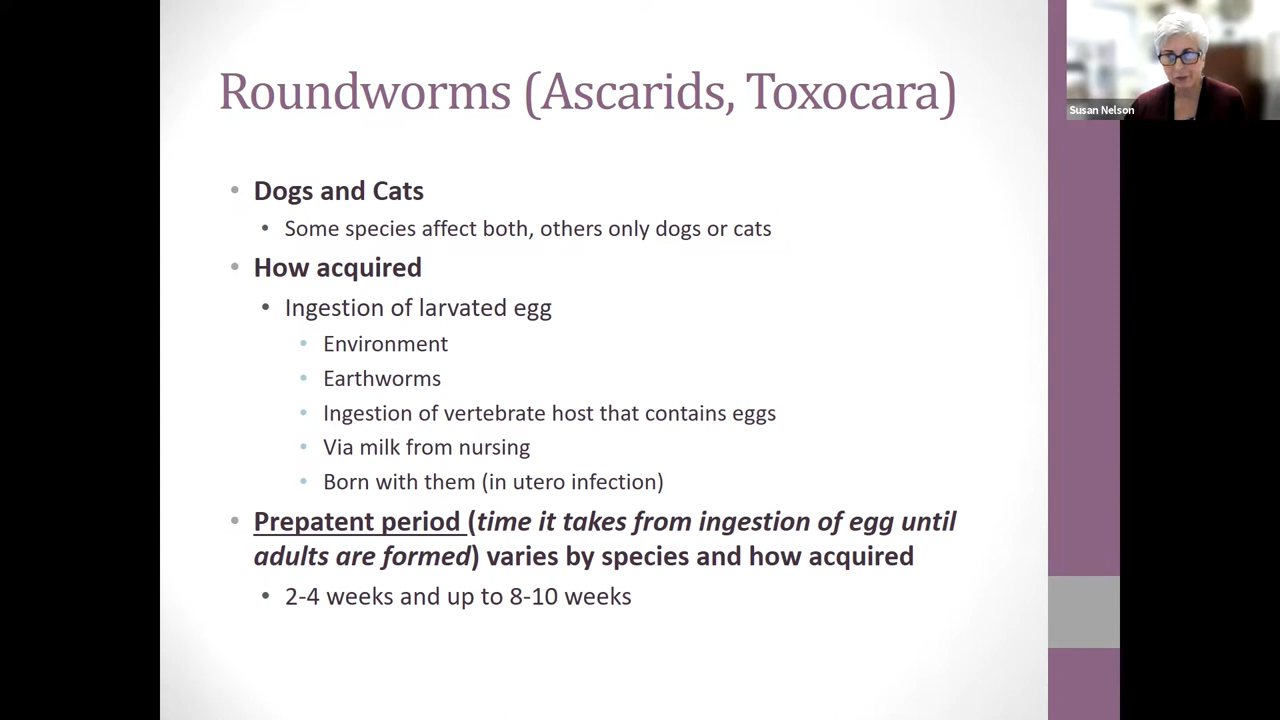 Roundworms (Ascarids, Toxocara)
Susan Nelson
Dogs and Cats
Some species affect both, others only dogs or cats
How acquired
Ingestion of larvated egg
Environment
Earthworms
Ingestion of vertebrate host that contains eggs
Via milk from nursing
Born with them (in utero infection)
Prepatent period (time it takes from ingestion of egg until
adults are formed) varies by species and how acquired
2-4 weeks and up to 8-10 weeks